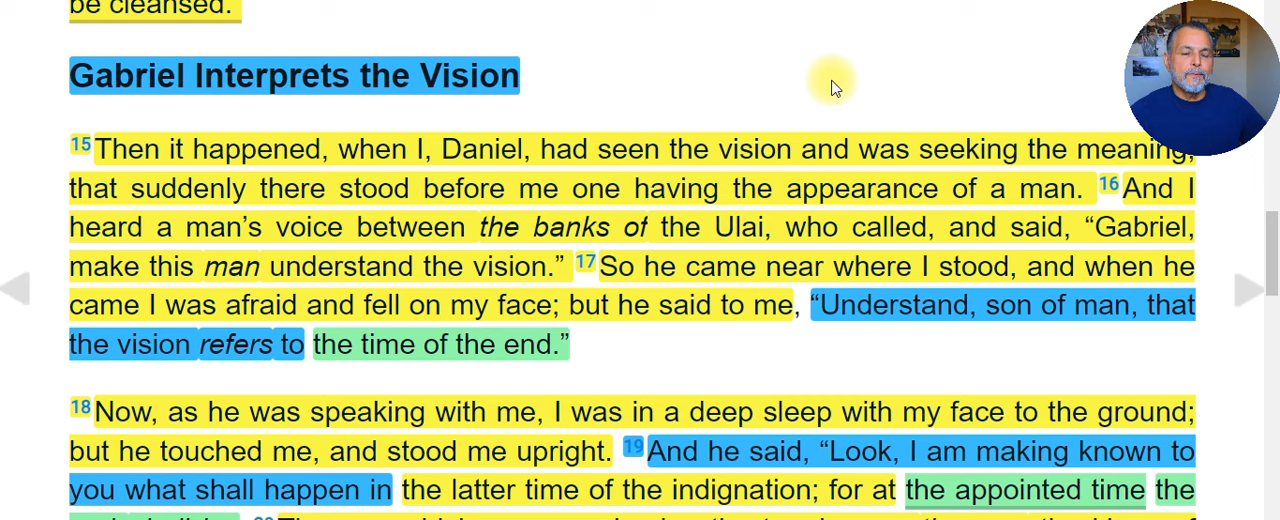 be cleansed.
Gabriel Interprets the Vision
15 Then it happened, when I, Daniel, had seen the vision and was seeking the meaning,
that suddenly there stood before me one having the appearance of a man. 16 And I
heard a man’s voice between the banks of the Ulai, who called, and said, “Gabriel,
make this man understand the vision.” 17 So he came near where I stood, and when he
came I was afraid and fell on my face; but he said to me, “Understand, son of man, that
the vision refers to the time of the end.”
18 Now, as he was speaking with me, I was in a deep sleep with my face to the ground;
but he touched me, and stood me upright. 19 And he said, “Look, I am making known to
you what shall happen in the latter time of the indignation; for at the appointed time the